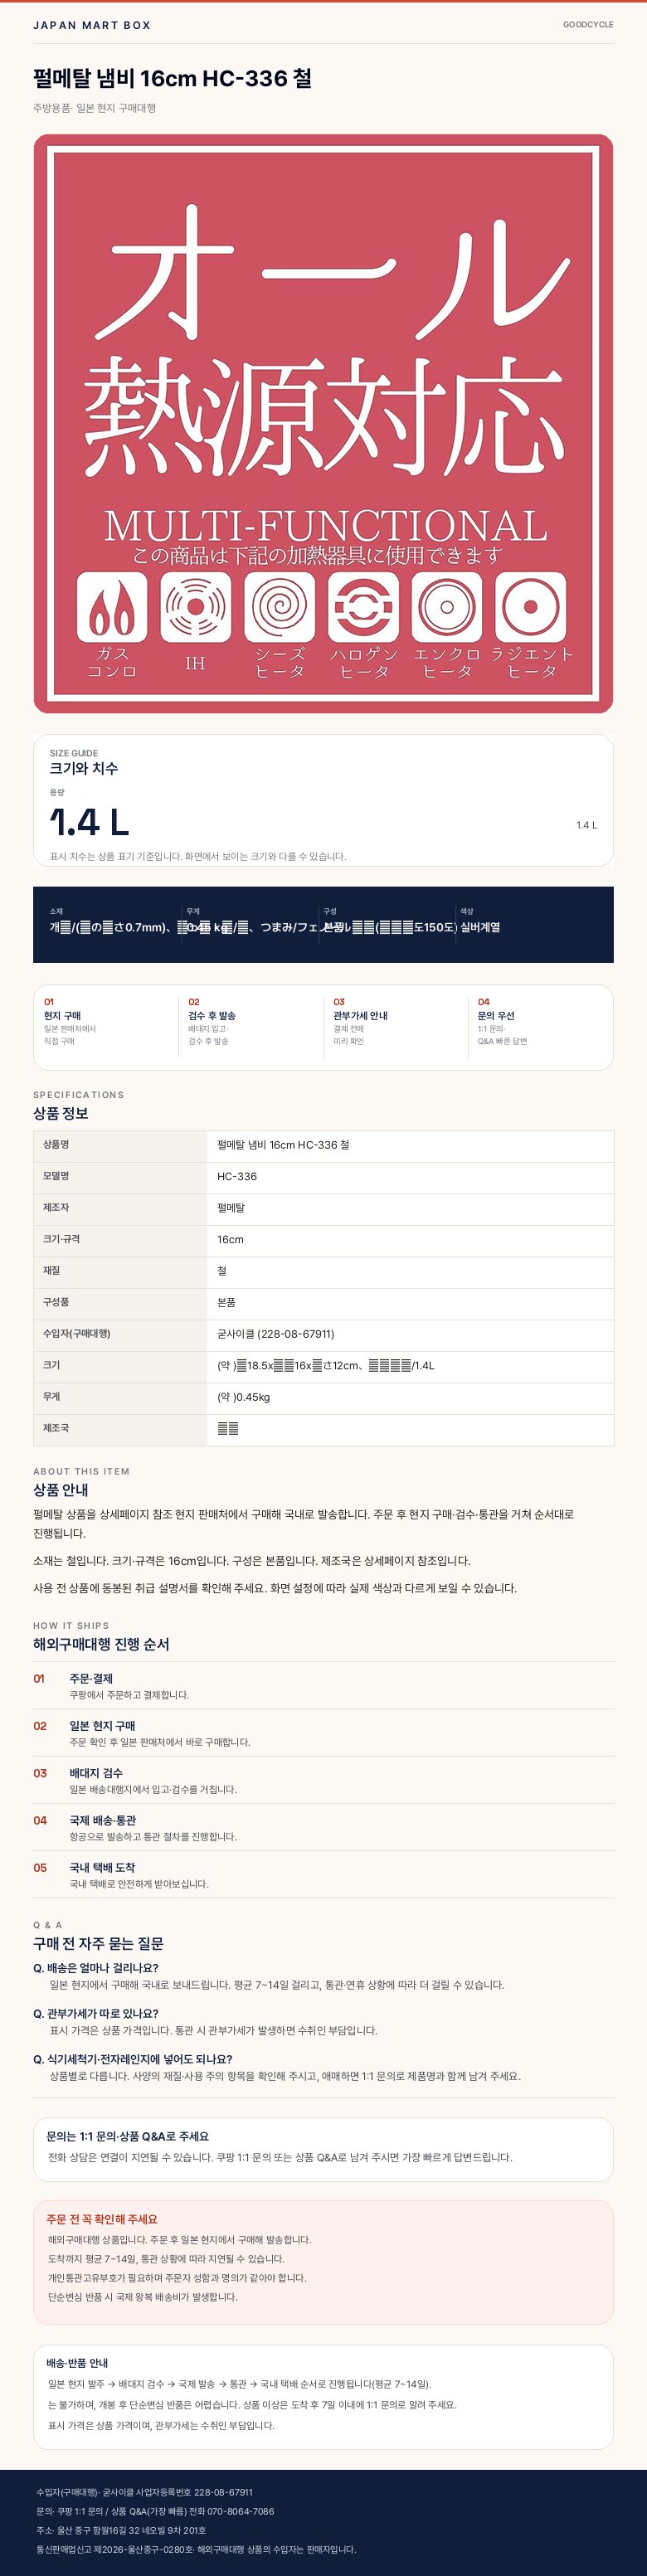 JAPAN MART BOX
GOODCYCLE
펄메탈 냄비 16cm HC-336 철
주방용품· 일본 현지 구매대행
オール
熱源対応
MULTI-FUNCTIONAL
この商品は下記の加熱器具に使用できます
ガス
コンロ
IH
シーズ
ヒータ
ハロゲン
ヒータ
エンクロ
ヒータ
ラジエント
ヒータ
SIZE GUIDE
크기와 치수
용량
1.4 L
1.4 L
표시 치수는 상품 표기 기준입니다. 화면에서 보이는 크기와 다를 수 있습니다.
소재
무게
구성
색상
0.45 kg
본품
실버계열
01
현지 구매
일본 판매처에서
직접 구매
02
검수 후 발송
배대지 입고·
검수 후 발송
03
관부가세 안내
결제 전에
미리 확인
04
문의 우선
1:1 문의·
Q&A 빠른 답변
SPECIFICATIONS
상품 정보
상품명 펄메탈 냄비 16cm HC-336 철
모델명 HC-336
제조자 펄메탈
크기·규격 16cm
재질 철
구성품 본품
수입자(구매대행) 굳사이클 (228-08-67911)
크기 (약 )18.5x16xさ12cm、/1.4L
무게 (약 )0.45kg
제조국
ABOUT THIS ITEM
상품 안내
펄메탈 상품을 상세페이지 참조 현지 판매처에서 구매해 국내로 발송합니다. 주문 후 현지 구매·검수·통관을 거쳐 순서대로
진행됩니다.
소재는 철입니다. 크기·규격은 16cm입니다. 구성은 본품입니다. 제조국은 상세페이지 참조입니다.
사용 전 상품에 동봉된 취급 설명서를 확인해 주세요. 화면 설정에 따라 실제 색상과 다르게 보일 수 있습니다.
HOW IT SHIPS
해외구매대행 진행 순서
01 주문·결제
쿠팡에서 주문하고 결제합니다.
02 일본 현지 구매
주문 확인 후 일본 판매처에서 바로 구매합니다.
03 배대지 검수
일본 배송대행지에서 입고·검수를 거칩니다.
04 국제 배송·통관
항공으로 발송하고 통관 절차를 진행합니다.
05 국내 택배 도착
국내 택배로 안전하게 받아보십니다.
Q & A
구매 전 자주 묻는 질문
Q. 배송은 얼마나 걸리나요?
일본 현지에서 구매해 국내로 보내드립니다. 평균 7~14일 걸리고, 통관·연휴 상황에 따라 더 걸릴 수 있습니다.
Q. 관부가세가 따로 있나요?
표시 가격은 상품 가격입니다. 통관 시 관부가세가 발생하면 수취인 부담입니다.
Q. 식기세척기·전자레인지에 넣어도 되나요?
상품별로 다릅니다. 사양의 재질·사용 주의 항목을 확인해 주시고, 애매하면 1:1 문의로 제품명과 함께 남겨 주세요.
문의는 1:1 문의·상품 Q&A로 주세요
전화 상담은 연결이 지연될 수 있습니다. 쿠팡 1:1 문의 또는 상품 Q&A로 남겨 주시면 가장 빠르게 답변드립니다.
주문 전 꼭 확인해 주세요
해외구매대행 상품입니다. 주문 후 일본 현지에서 구매해 발송합니다.
도착까지 평균 7~14일, 통관 상황에 따라 지연될 수 있습니다.
개인통관고유부호가 필요하며 주문자 성함과 명의가 같아야 합니다.
단순변심 반품 시 국제 왕복 배송비가 발생합니다.
배송·반품 안내
일본 현지 발주 → 배대지 검수 → 국제 발송 → 통관 → 국내 택배 순서로 진행됩니다(평균 7~14일).
는 불가하며, 개봉 후 단순변심 반품은 어렵습니다. 상품 이상은 도착 후 7일 이내에 1:1 문의로 알려 주세요.
표시 가격은 상품 가격이며, 관부가세는 수취인 부담입니다.
수입자(구매대행)· 굳사이클 사업자등록번호 228-08-67911
문의· 쿠팡 1:1 문의 / 상품 Q&A(가장 빠름) 전화 070-8064-7086
주소· 울산 중구 함월16길 32 네오빌 9차 201호
통신판매업신고 제2026-울산중구-0280호· 해외구매대행 상품의 수입자는 판매자입니다.